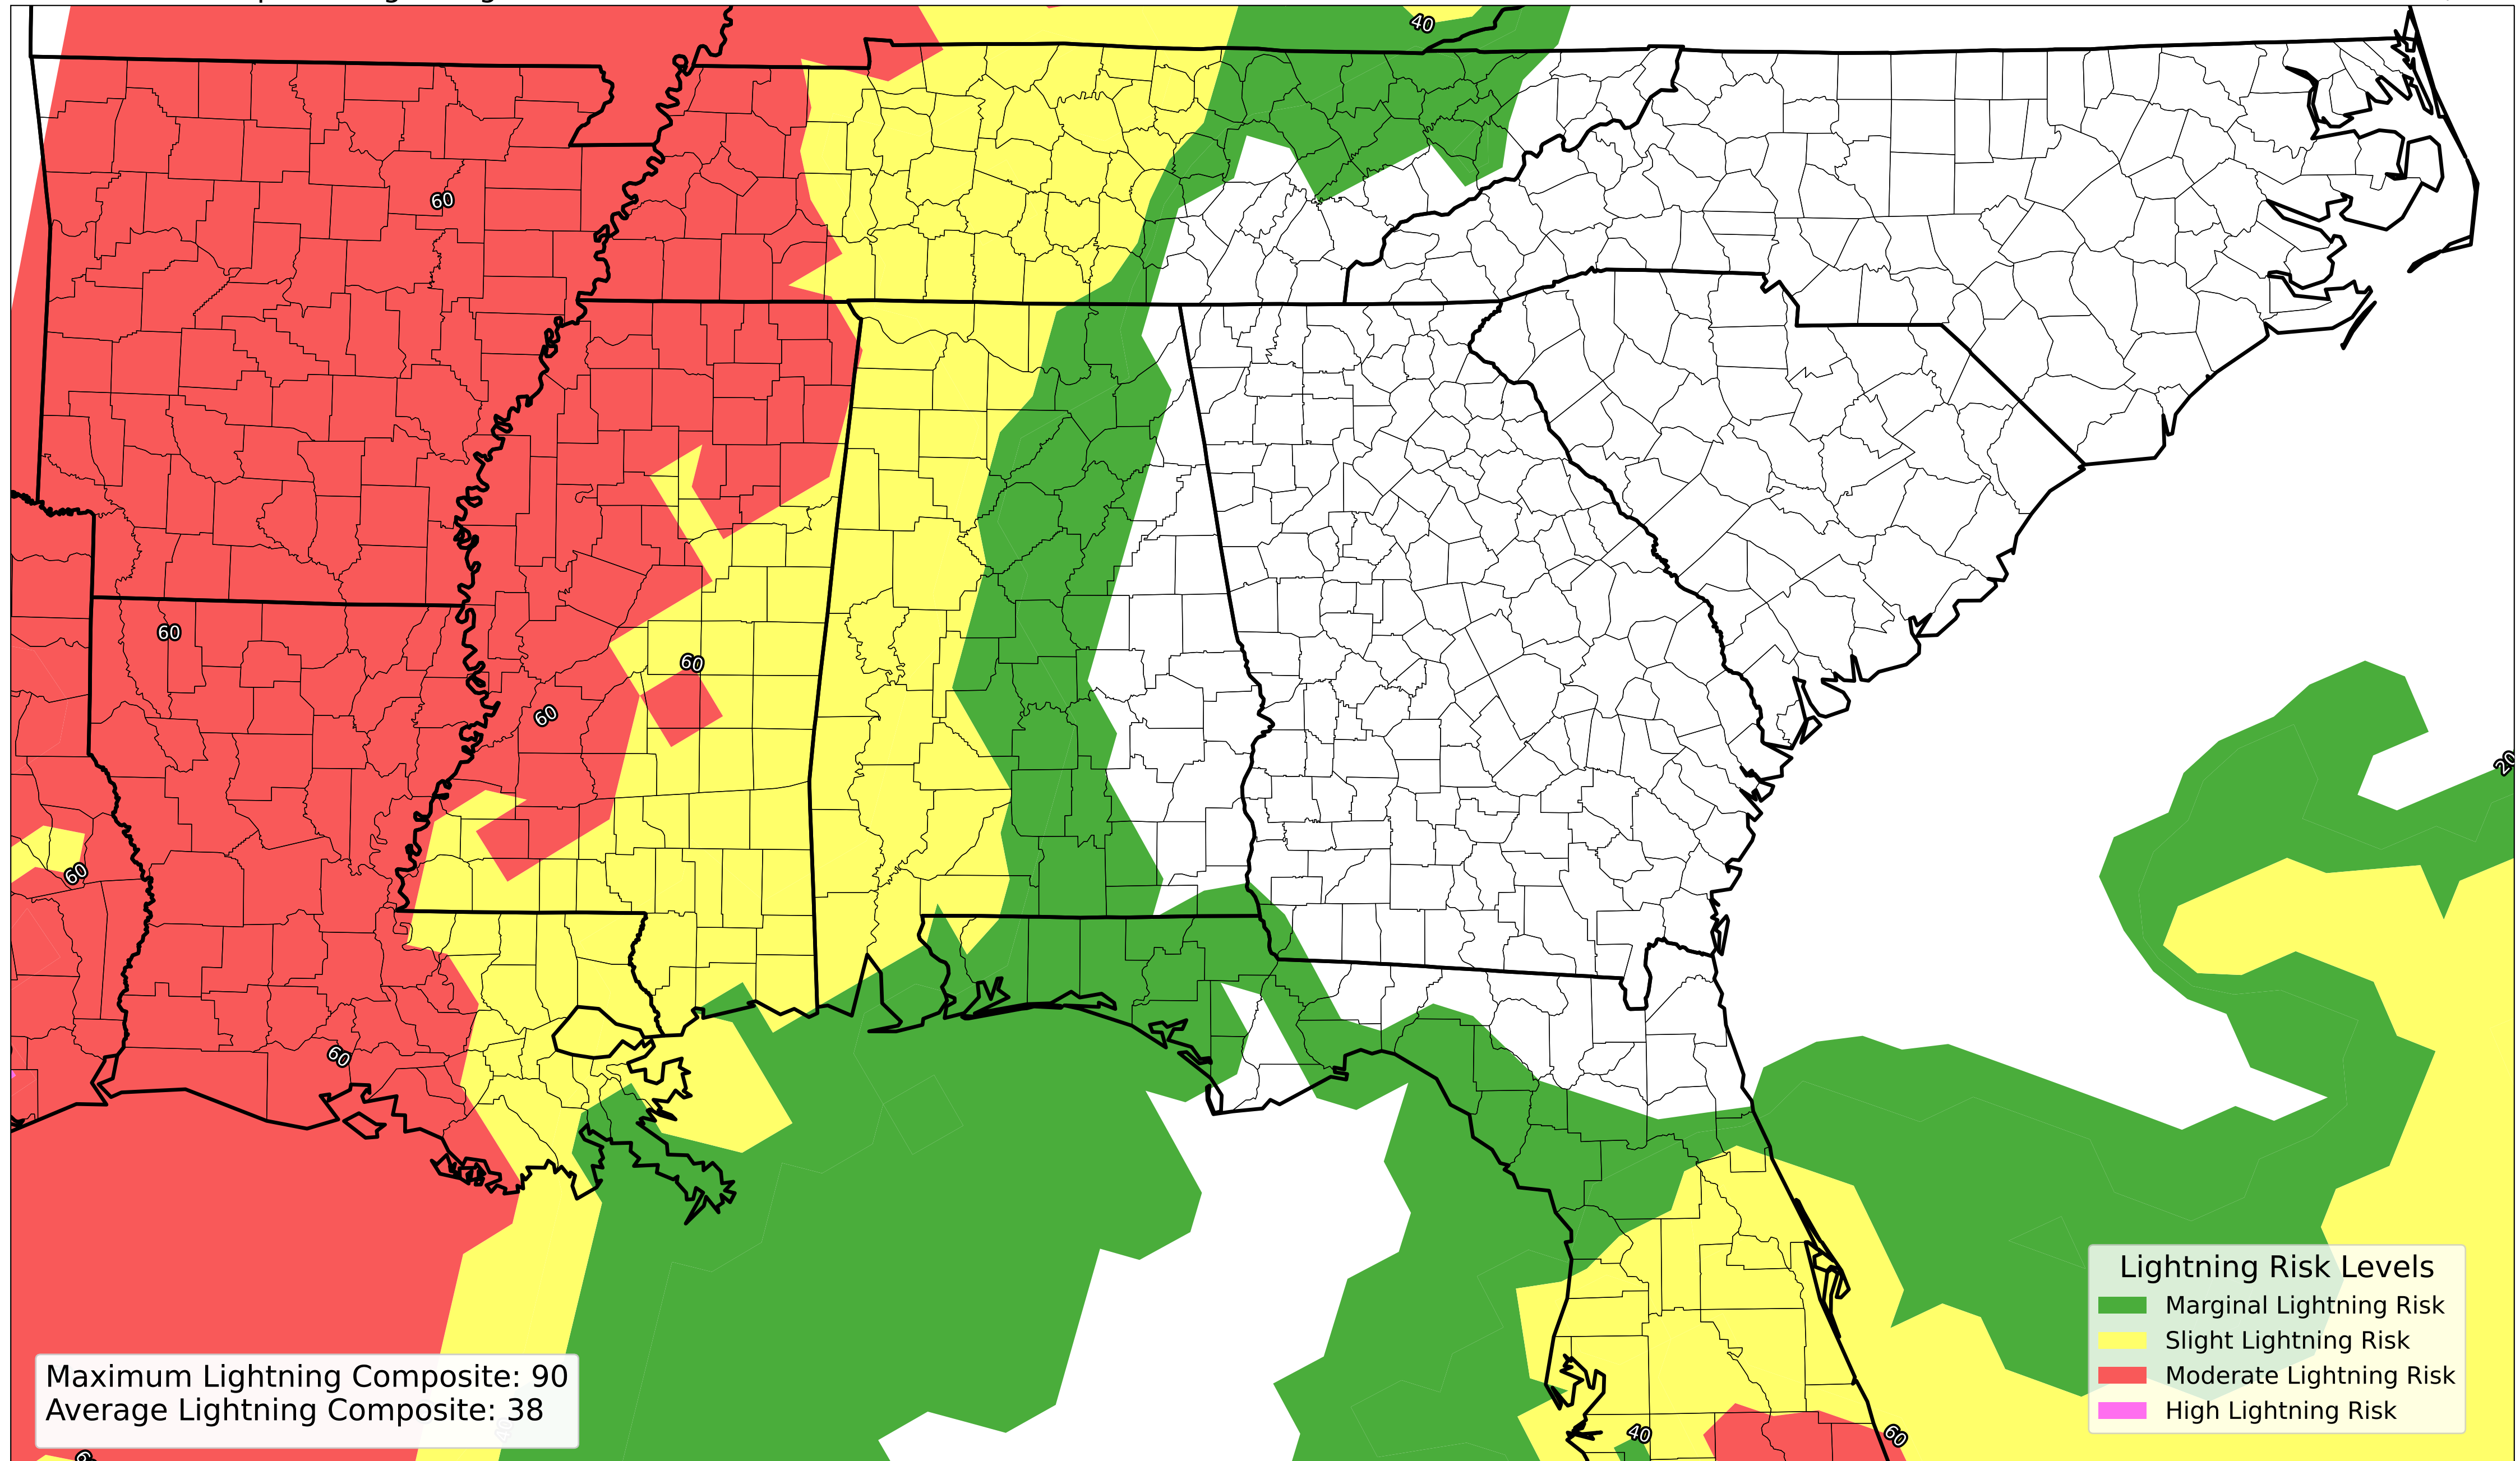 40
60
60
60
60
20
60
60
Lightning Risk Levels
Marginal Lightning Risk
Slight Lightning Risk
Moderate Lightning Risk
High Lightning Risk
Maximum Lightning Composite: 90
Average Lightning Composite: 38
40
60